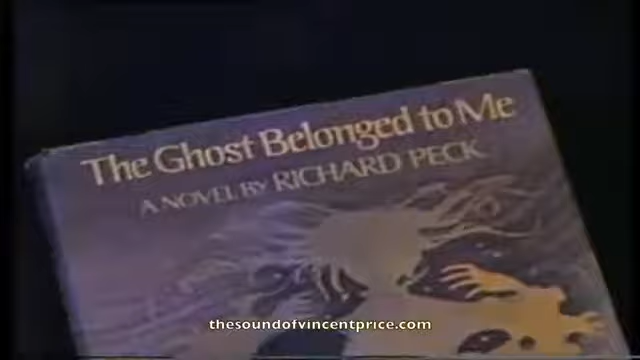 The Ghost Belonged to Me
A NOVEL BY RICHARD PECK
thesoundofvincentprice.com